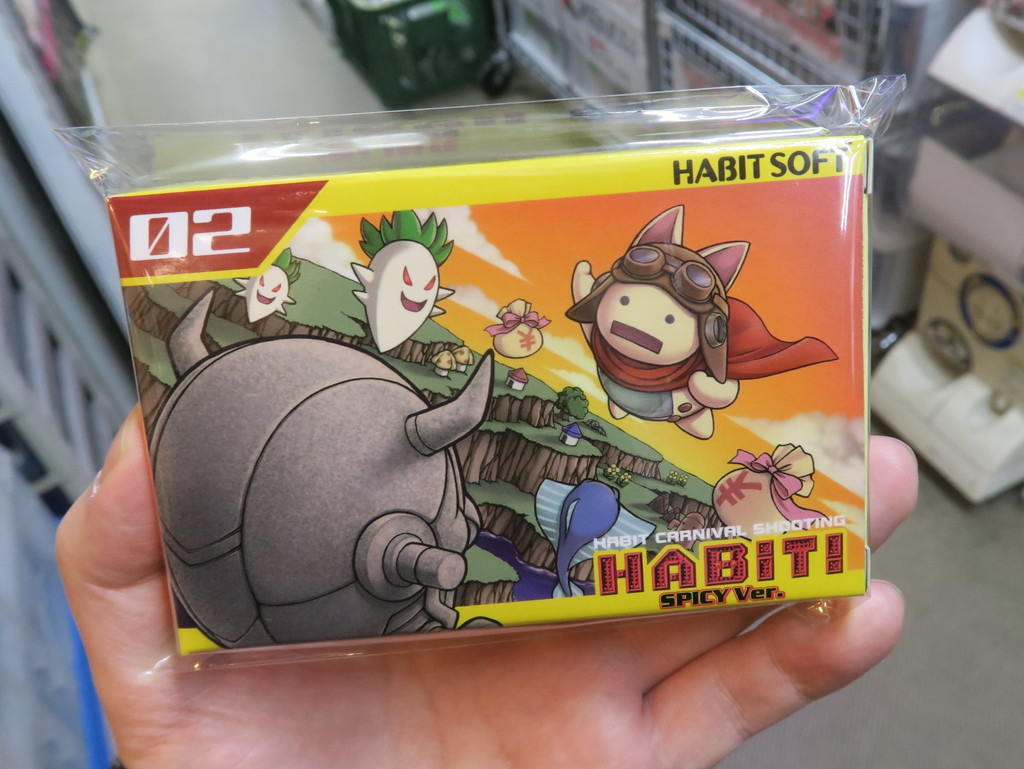 HABIT SOFT
02
¥
¥
HABIT CARNIVAL SHOOTING
HABIT!
SPICY Ver.